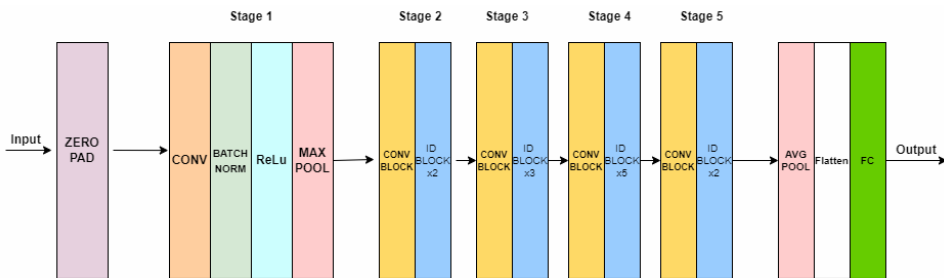 Stage 1
Stage 2
Stage 3
Stage 4
Stage 5
Input
ZERO
PAD
CONV
BATCH
NORM
ReLu
MAX
POOL
CONV
BLOCK
ID
BLOCK
x2
CONV
BLOCK
ID
BLOCK
x3
CONV
BLOCK
ID
BLOCK
x5
CONV
BLOCK
ID
BLOCK
x2
AVG
POOL
Flatten
FC
Output